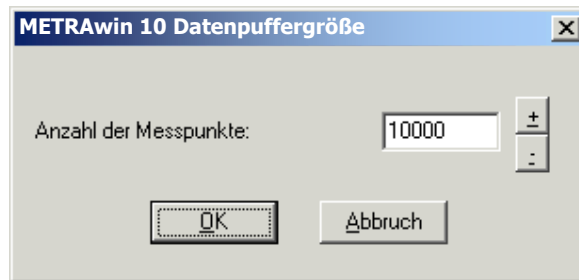 METRAwin 10 Datenpuffergröße
Anzahl der Messpunkte: 10000 +
-
OK Abbruch